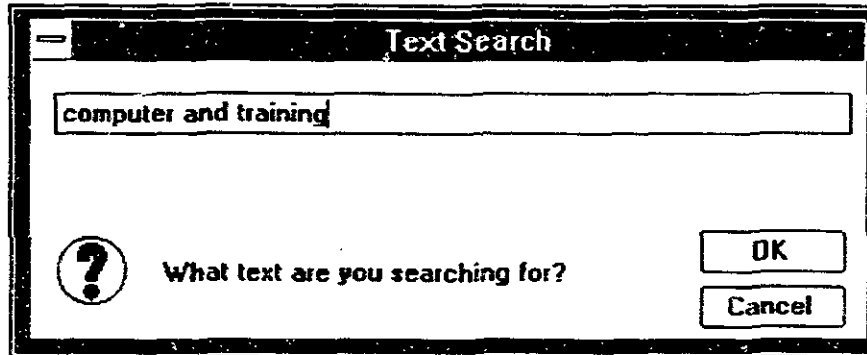 Text Search
computer and training
What text are you searching for?
OK
Cancel